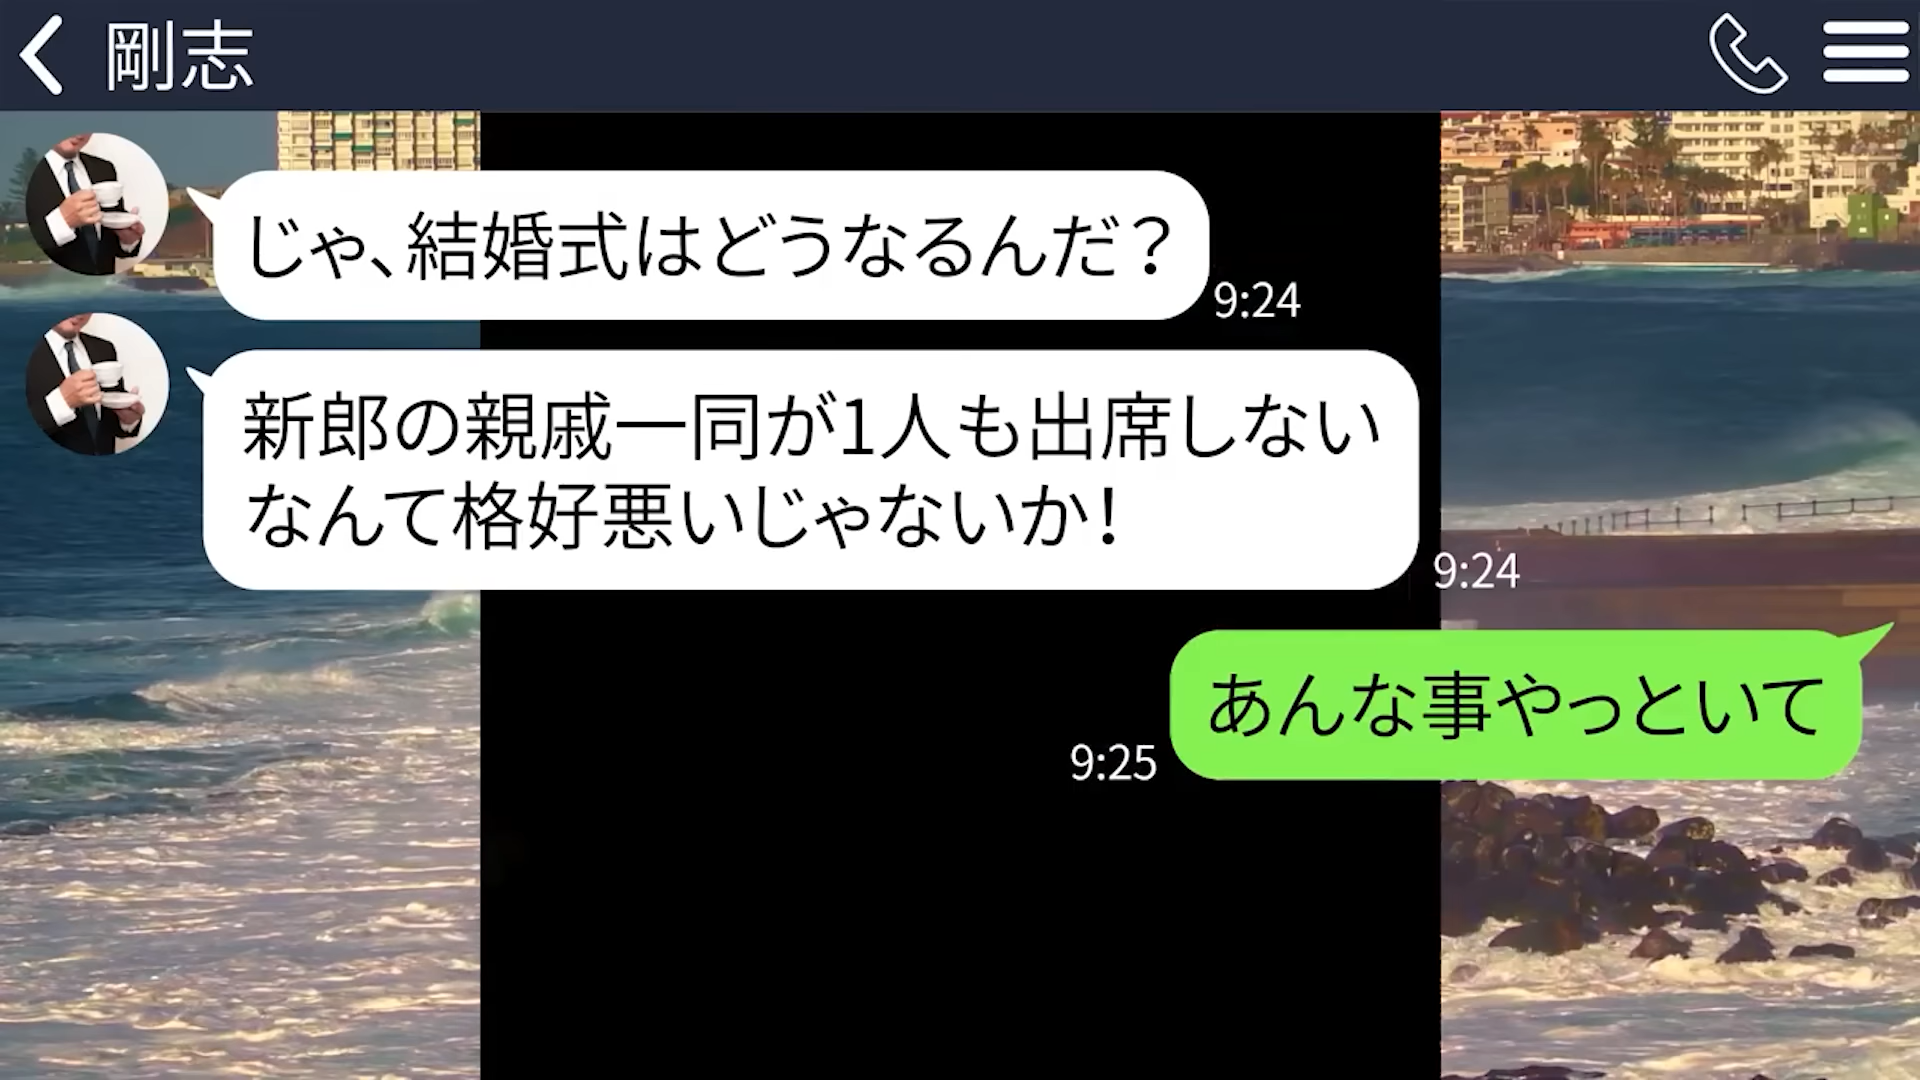 剛志
じゃ、結婚式はどうなるんだ？
9:24
新郎の親戚一同が1人も出席しない
なんて格好悪いじゃないか！
9:24
あんな事やっといて
9:25